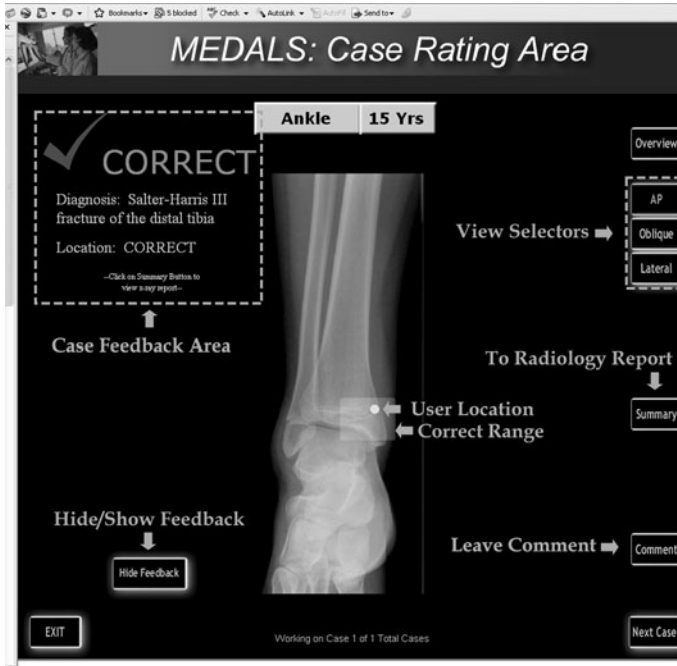 Bookmarks 5 blocked Check AutoLink AutoFill Send to
MEDALS: Case Rating Area
Ankle 15 Yrs
CORRECT
Diagnosis: Salter-Harris III
fracture of the distal tibia
Location: CORRECT
--Click on Summary Button to
view x-ray report--
Case Feedback Area
Overview
View Selectors
AP
Oblique
Lateral
To Radiology Report
Summary
User Location
Correct Range
Hide/Show Feedback
Hide Feedback
Leave Comment
Comment
EXIT
Working on Case 1 of 1 Total Cases
Next Case